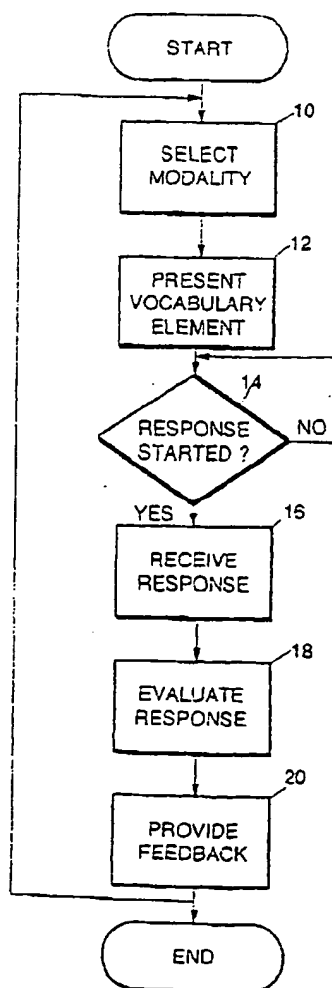 START
10
SELECT
MODALITY
12
PRESENT
VOCABULARY
ELEMENT
14
RESPONSE
STARTED ?
NO
YES
16
RECEIVE
RESPONSE
18
EVALUATE
RESPONSE
20
PROVIDE
FEEDBACK
END